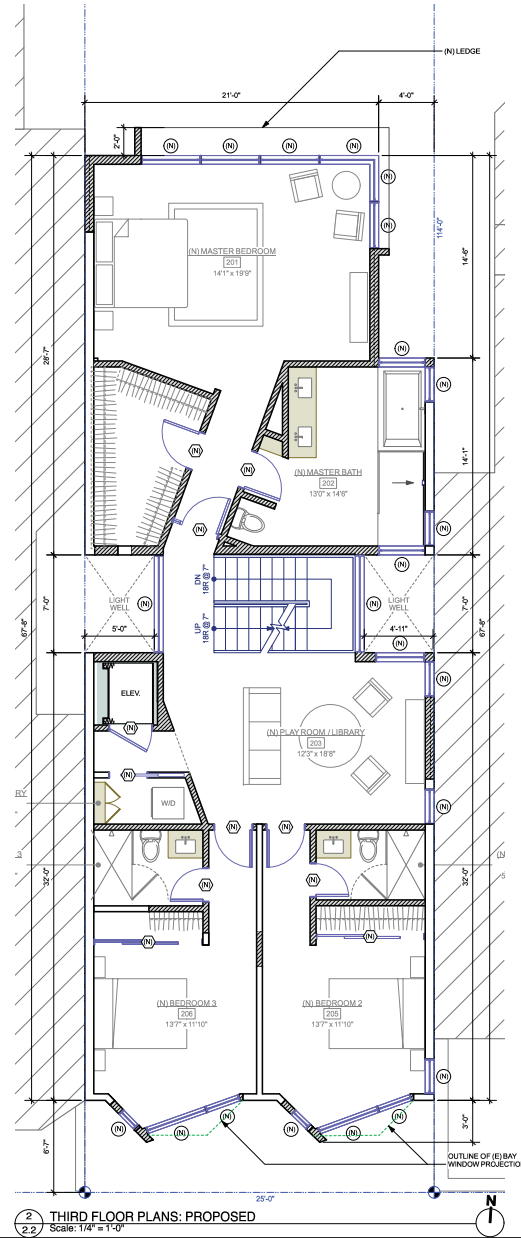 (N) LEDGE
21'-0"
4'-0"
2'-0"
(N)
(N)
(N)
(N)
(N)
(N)
114'-0"
14'-6"
(N) MASTER BEDROOM
201
14'1" x 19'9"
28'-7"
(N)
(N)
(N)
(N)
14'-1"
(N) MASTER BATH
202
13'0" x 14'6"
(N)
(N)
(N)
DN
18R @ 7"
UP
18R @ 7"
LIGHT
WELL
(N)
5'-0"
7'-0"
67'-8"
LIGHT
WELL
4'-11"
(N)
7'-0"
67'-8"
ELEV.
(N)
(N)
(N) PLAY ROOM / LIBRARY
203
12'3" x 18'8"
(N)
RY
W/D
(N)
(N)
(N)
(N)
(N)
(N
32'-0"
32'-0"
(N)
(N)
(N) BEDROOM 3
206
13'7" x 11'10"
(N) BEDROOM 2
205
13'7" x 11'10"
(N)
(N)
(N)
(N)
(N)
3'-0"
6'-7"
OUTLINE OF (E) BAY
WINDOW PROJECTIO
25'-0"
N
2
2.2
THIRD FLOOR PLANS: PROPOSED
Scale: 1/4" = 1'-0"